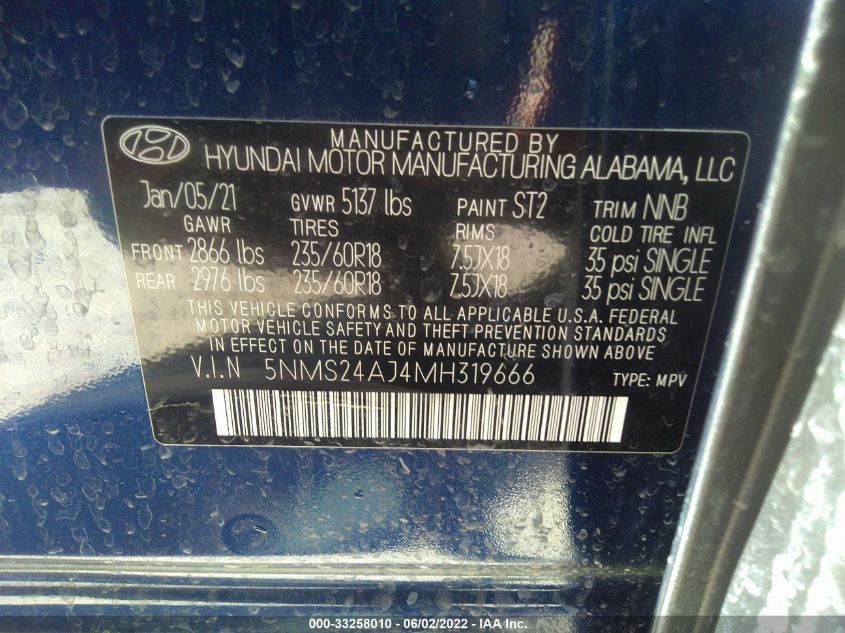 MANUFACTURED BY
HYUNDAI MOTOR MANUFACTURING ALABAMA, LLC
Jan/05/21 GVWR 5137 lbs PAINT ST2 TRIM NNB
GAWR TIRES RIMS COLD TIRE INFL
FRONT 2866 lbs 235/60R18 7.5JX18 35 psi SINGLE
REAR 2976 lbs 235/60R18 7.5JX18 35 psi SINGLE
THIS VEHICLE CONFORMS TO ALL APPLICABLE U.S.A. FEDERAL
MOTOR VEHICLE SAFETY AND THEFT PREVENTION STANDARDS
IN EFFECT ON THE DATE OF MANUFACTURE SHOWN ABOVE
V.I.N 5NMS24AJ4MH319666 TYPE: MPV
000-33258010 - 06/02/2022 - IAA Inc.